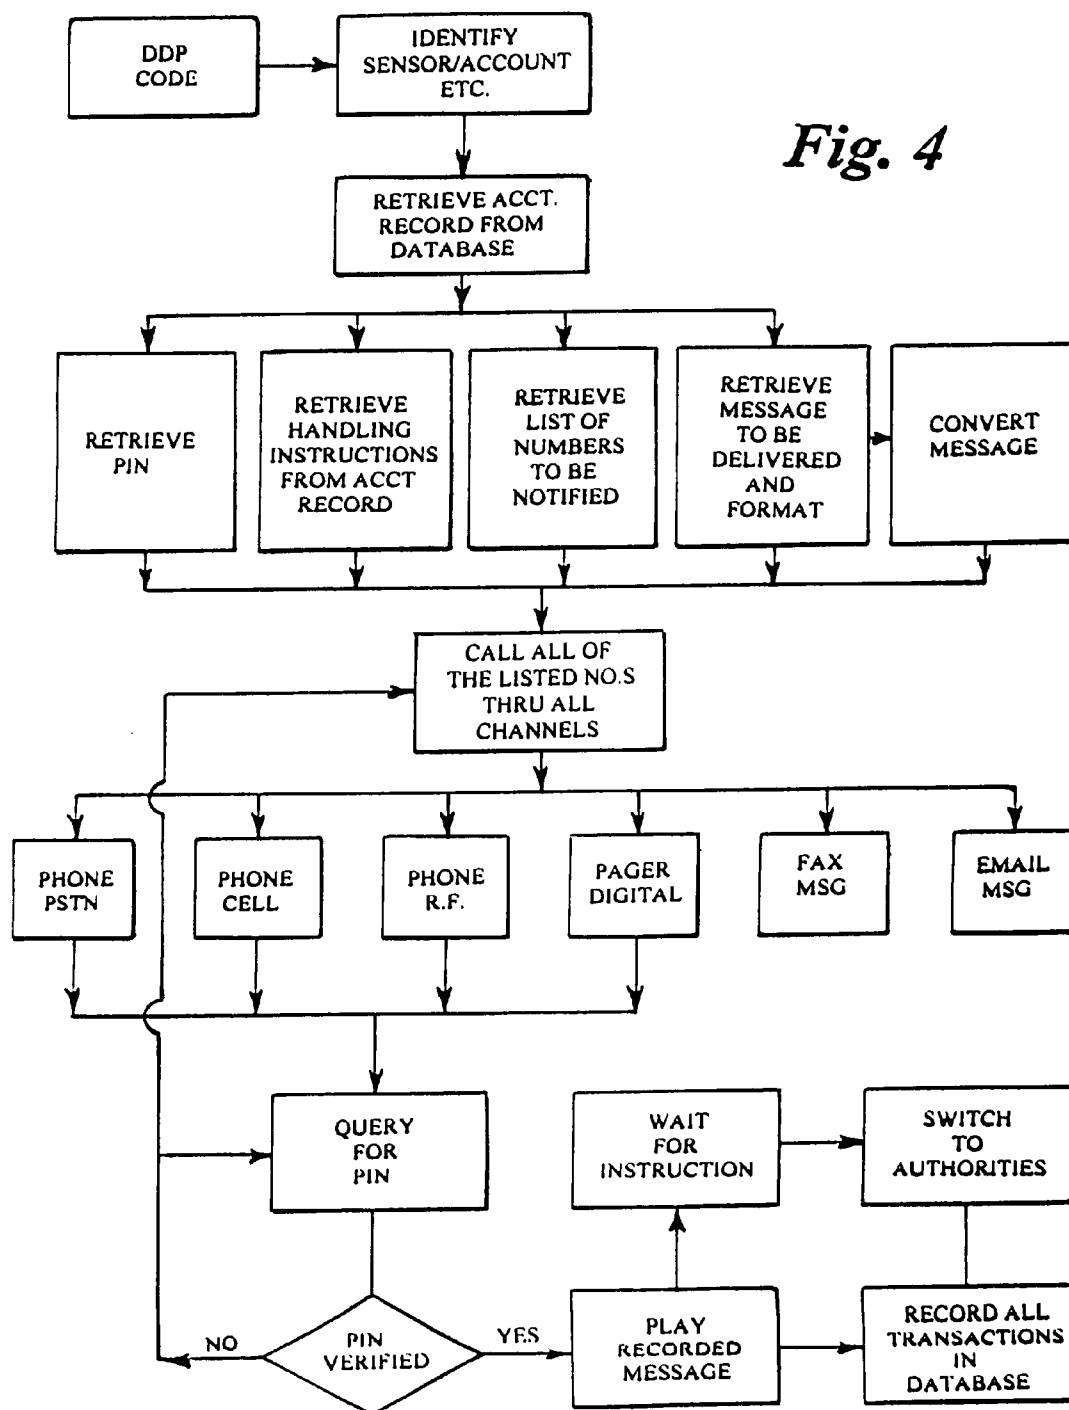 DDP
CODE
IDENTIFY
SENSOR/ACCOUNT
ETC.
Fig. 4
RETRIEVE ACCT.
RECORD FROM
DATABASE
RETRIEVE
PIN
RETRIEVE
HANDLING
INSTRUCTIONS
FROM ACCT
RECORD
RETRIEVE
LIST OF
NUMBERS
TO BE
NOTIFIED
RETRIEVE
MESSAGE
TO BE
DELIVERED
AND
FORMAT
CONVERT
MESSAGE
CALL ALL OF
THE LISTED NO.S
THRU ALL
CHANNELS
PHONE
PSTN
PHONE
CELL
PHONE
R.F.
PAGER
DIGITAL
FAX
MSG
EMAIL
MSG
QUERY
FOR
PIN
WAIT
FOR
INSTRUCTION
SWITCH
TO
AUTHORITIES
NO
PIN
VERIFIED
YES
PLAY
RECORDED
MESSAGE
RECORD ALL
TRANSACTIONS
IN
DATABASE